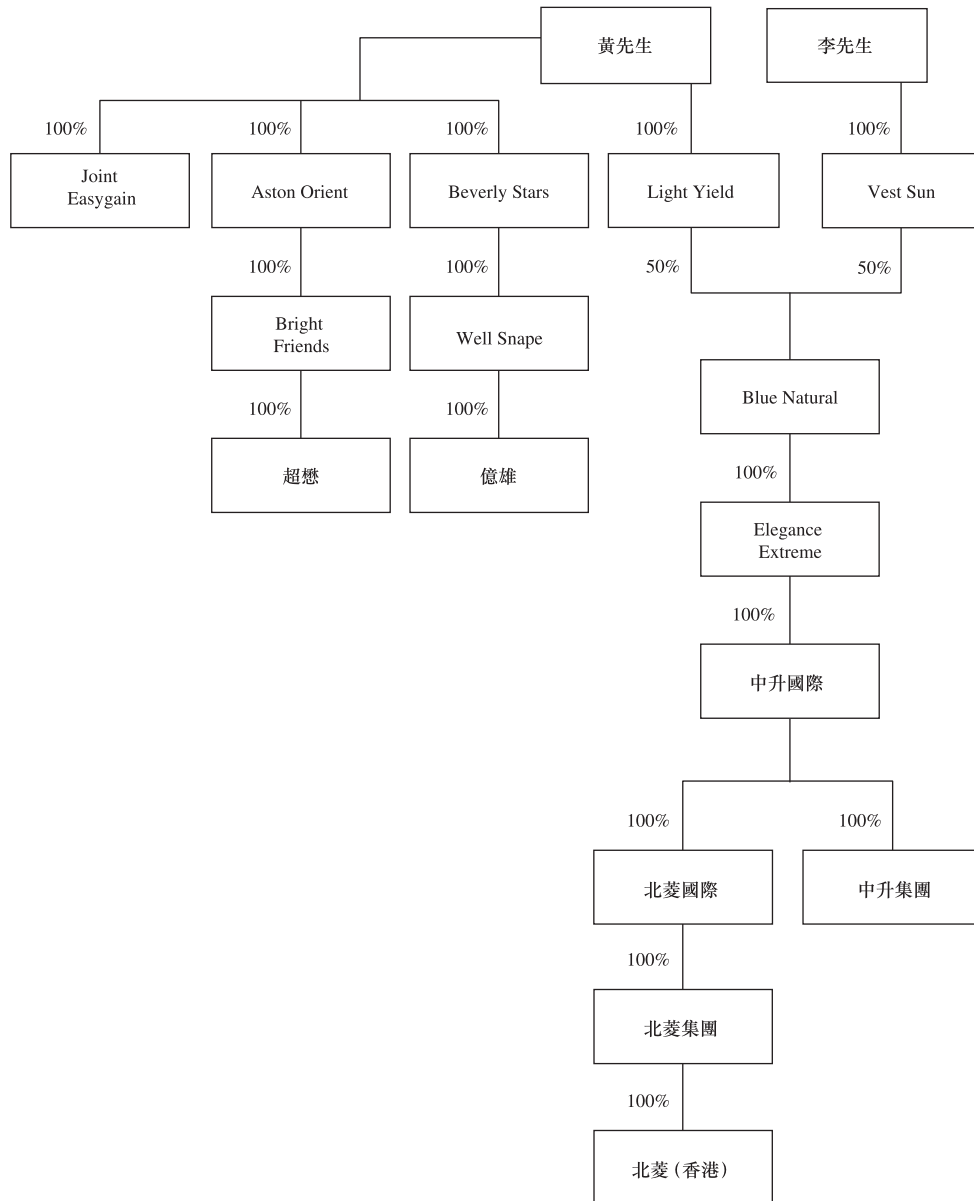 黃先生
李先生
100%
100%
100%
100%
100%
Joint
Easygain
Aston Orient
Beverly Stars
Light Yield
Vest Sun
100%
100%
50%
50%
Bright
Friends
Well Snape
Blue Natural
100%
100%
超懋
億雄
100%
Elegance
Extreme
100%
中升國際
100%
100%
北菱國際
中升集團
100%
北菱集團
100%
北菱(香港)